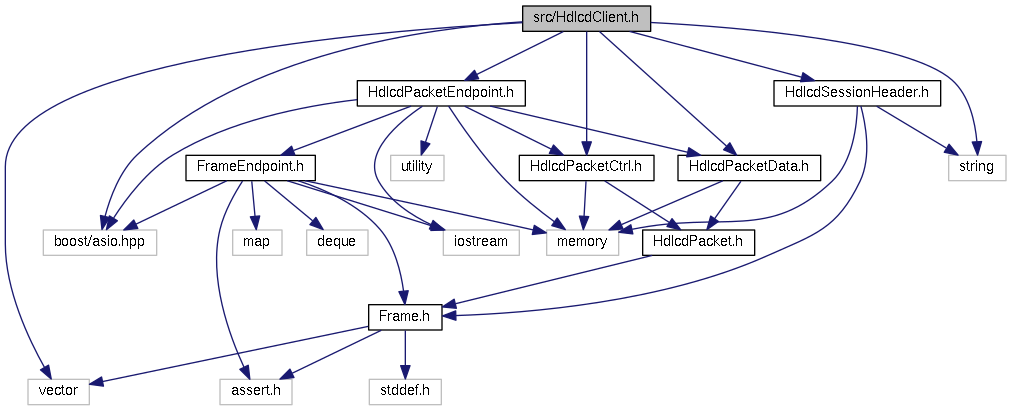 src/HdlcdClient.h
HdlcdPacketEndpoint.h
HdlcdSessionHeader.h
FrameEndpoint.h
utility
HdlcdPacketCtrl.h
HdlcdPacketData.h
string
boost/asio.hpp
map
deque
iostream
memory
HdlcdPacket.h
Frame.h
vector
assert.h
stddef.h